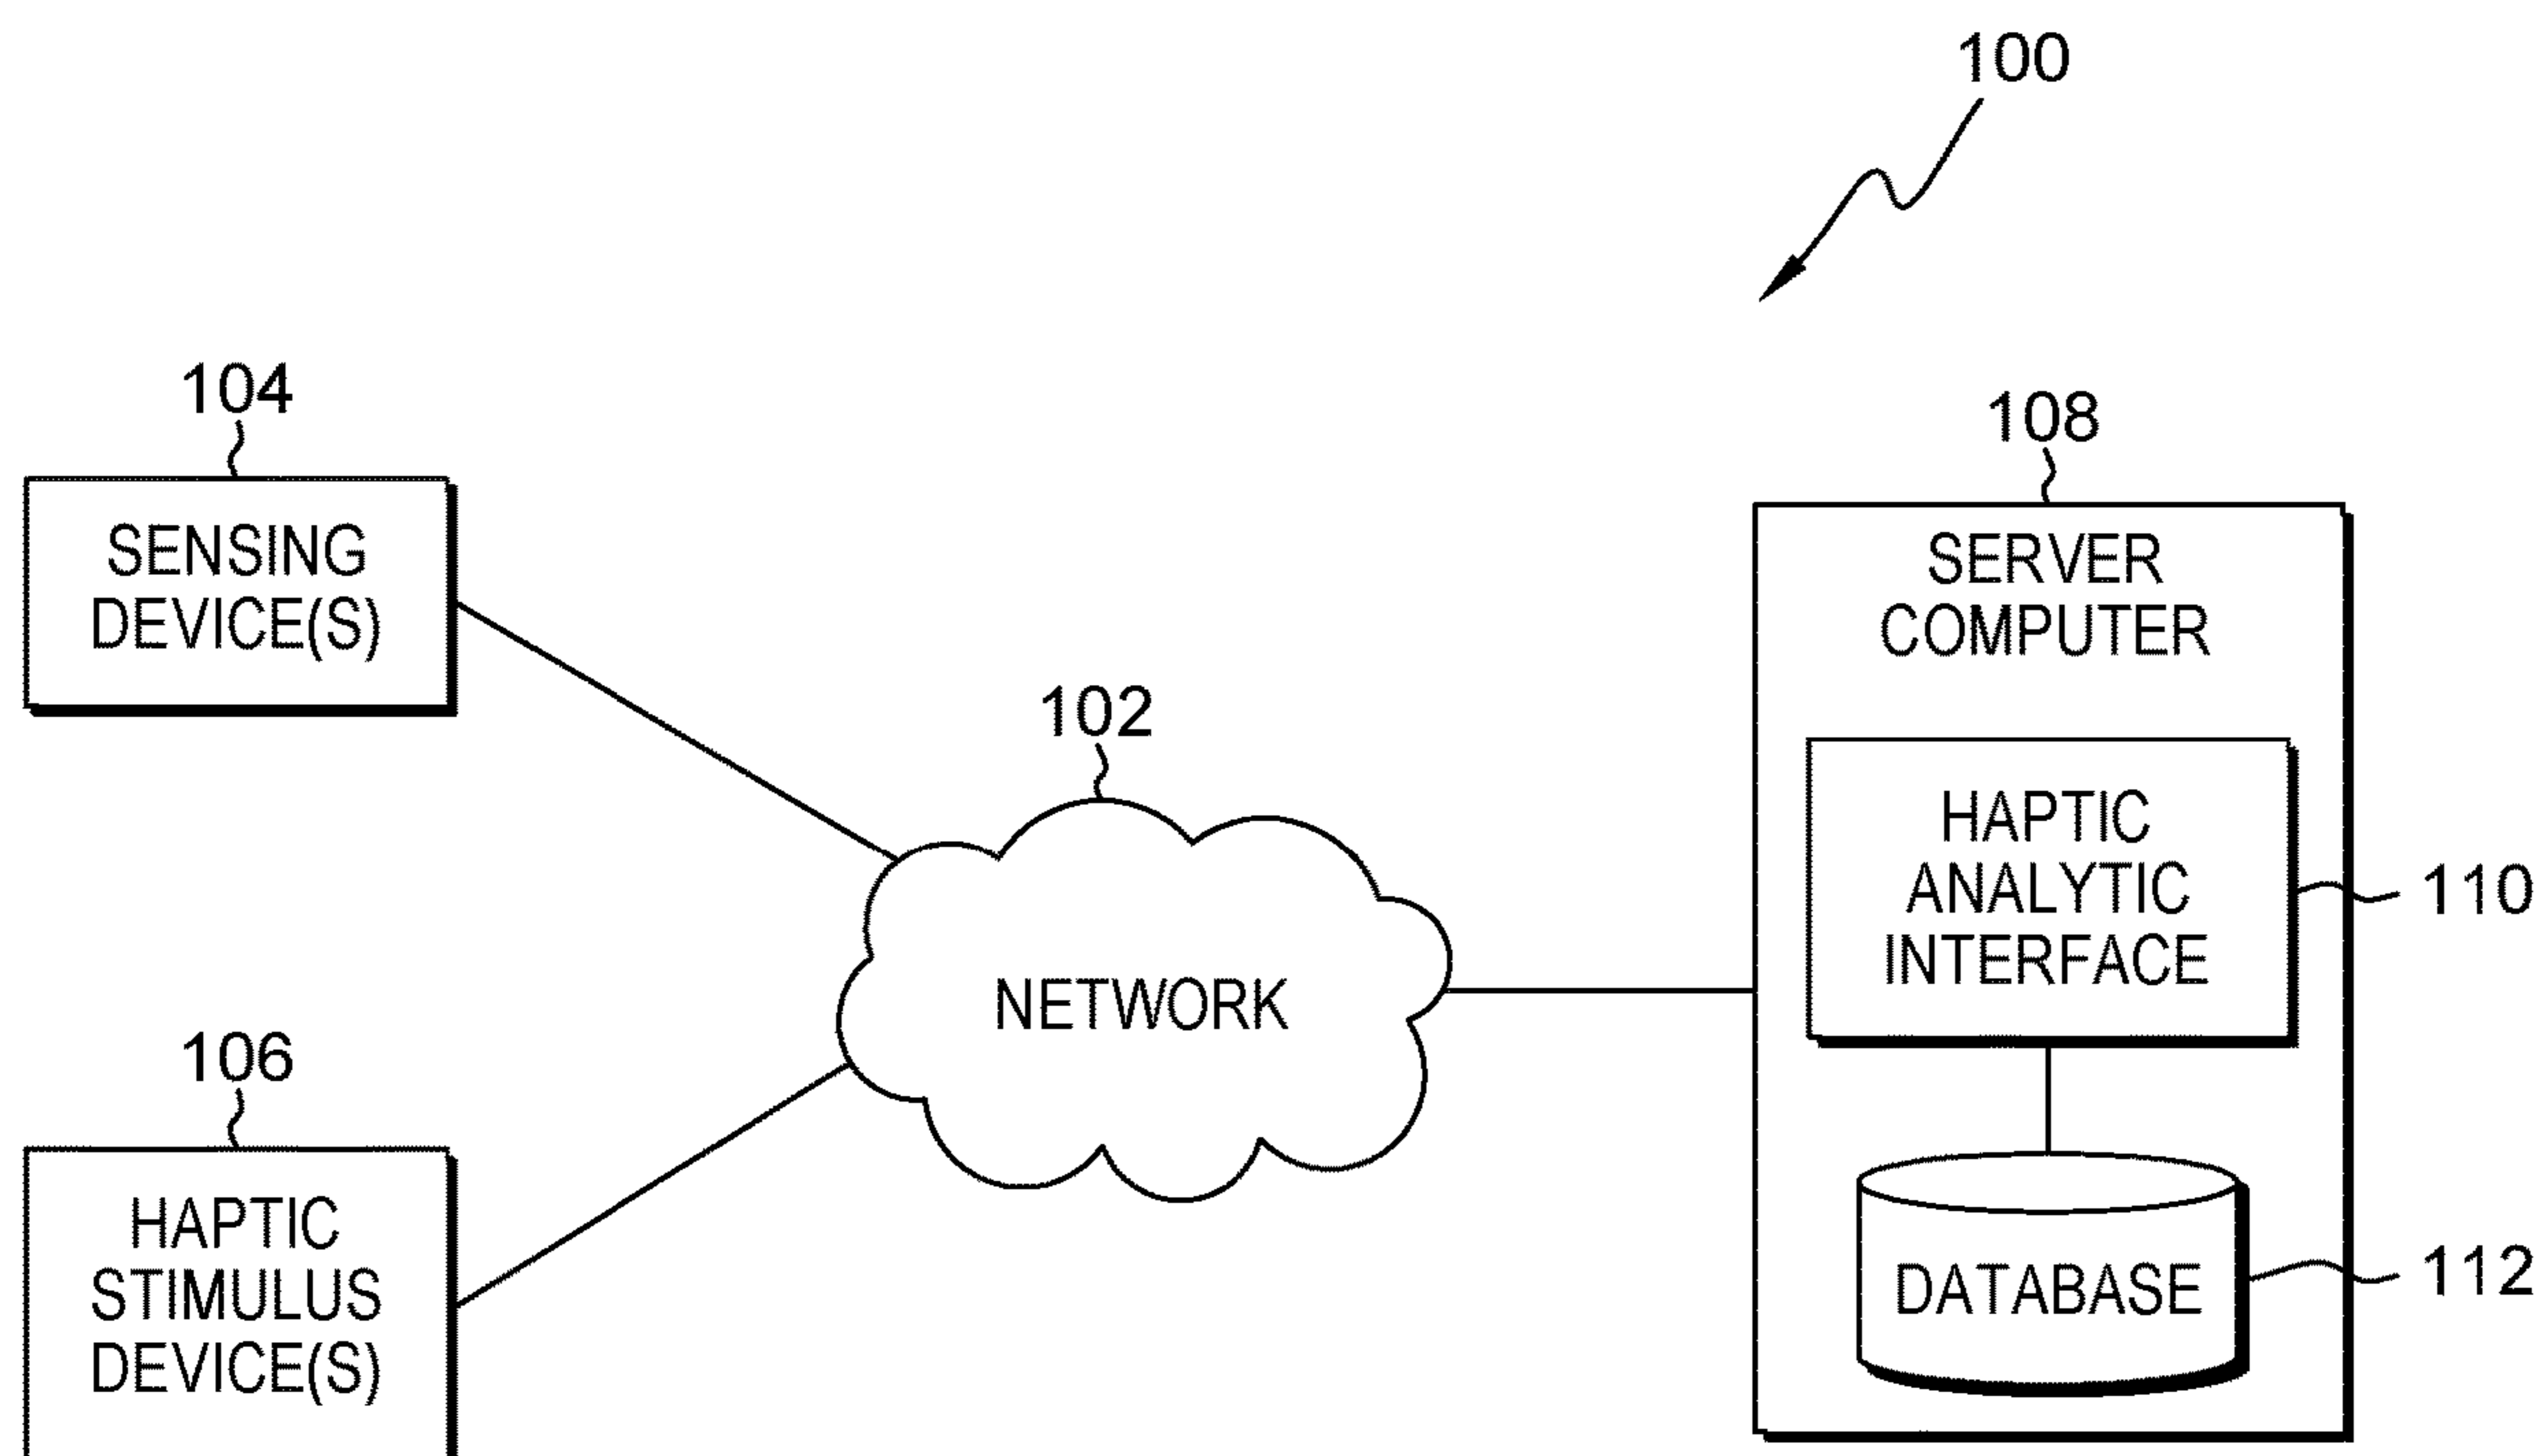 100
104
SENSING
DEVICE(S)
102
NETWORK
106
HAPTIC
STIMULUS
DEVICE(S)
108
SERVER
COMPUTER
HAPTIC
ANALYTIC
INTERFACE
110
DATABASE
112